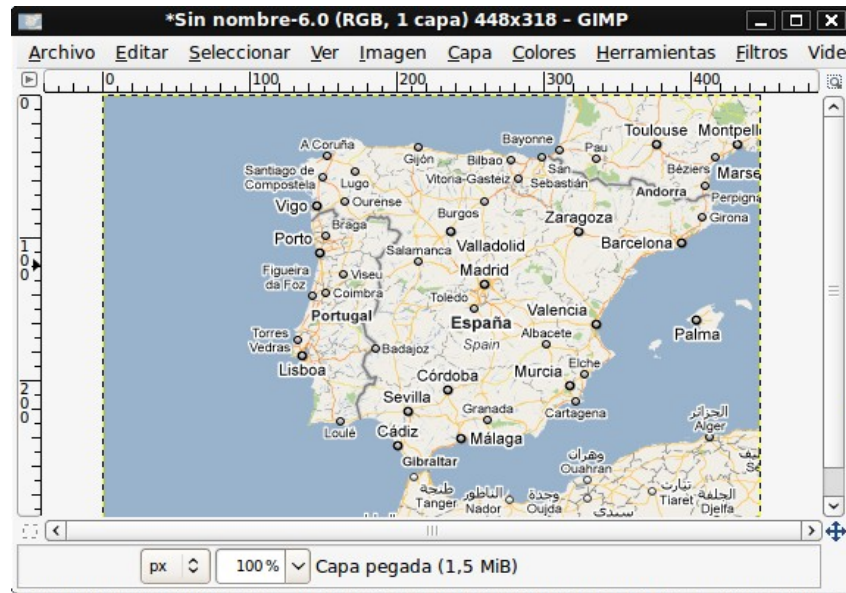 *Sin nombre-6.0 (RGB, 1 capa) 448x318 – GIMP
Archivo Editar Seleccionar Ver Imagen Capa Colores Herramientas Filtros Vide
0 100 200 300 400
0
100
200
Toulouse Montpell
A Coruña
Gijón
Bilbao
Bayonne
San Sebastián
Pau
Béziers
Marse
Santiago de
Compostela
Lugo
Vitoria-Gasteiz
Andorra
Perpigna
Vigo
Ourense
Burgos
Zaragoza
Girona
Braga
Porto
Salamanca
Valladolid
Barcelona
Figueira
da Foz
Viseu
Madrid
Coimbra
Toledo
Valencia
Portugal
España
Albacete
Palma
Torres
Vedras
Badajoz
Spain
Lisboa
Elche
Córdoba
Murcia
Sevilla
Granada
Cartagena
الجزائر
Alger
Loulé
Cádiz
Málaga
Gibraltar
وهران
Ouahran
طنجة
Tanger
الناظور
Nador
وجدة
Oujda
تيارت
Tiaret
الجلفة
Djelfa
px 100 % Capa pegada (1,5 MiB)